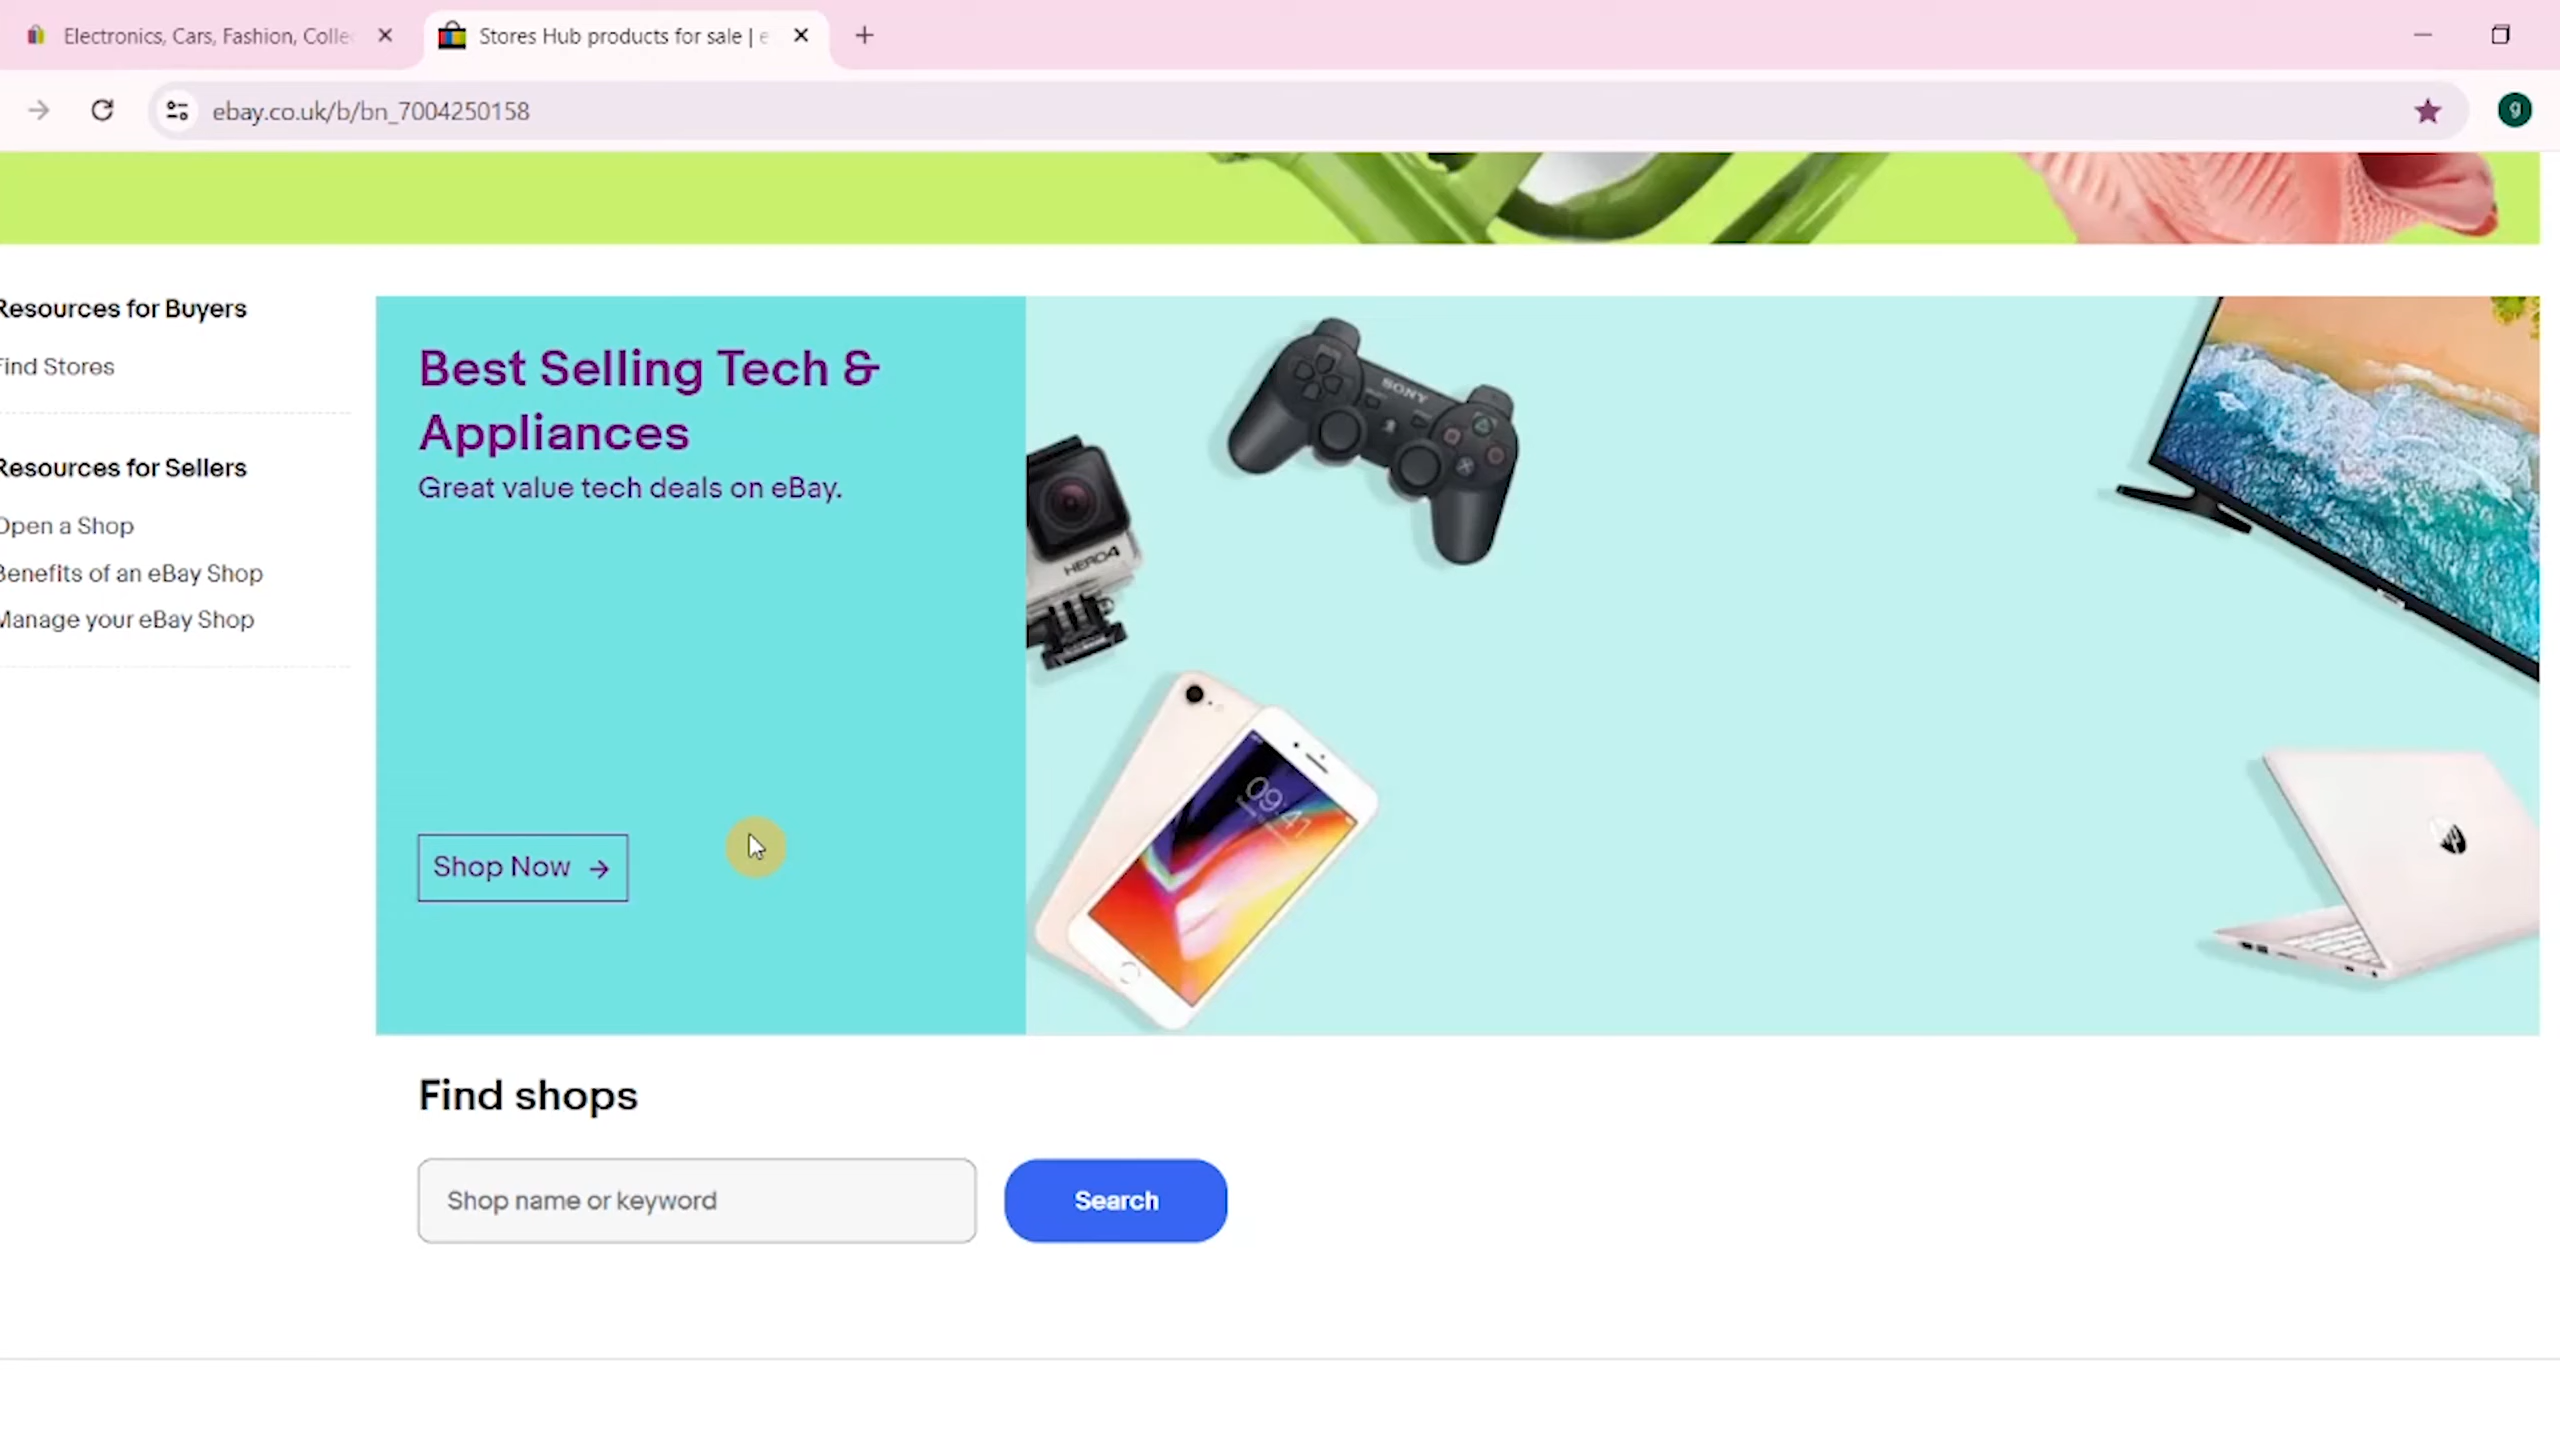 Electronics, Cars, Fashion, Colle
Stores Hub products for sale | e
ebay.co.uk/b/bn_7004250158
g
Resources for Buyers
Find Stores
Resources for Sellers
Open a Shop
Benefits of an eBay Shop
Manage your eBay Shop
Best Selling Tech &
Appliances
Great value tech deals on eBay.
Shop Now →
SONY
HERO4
09:41
Find shops
Shop name or keyword
Search